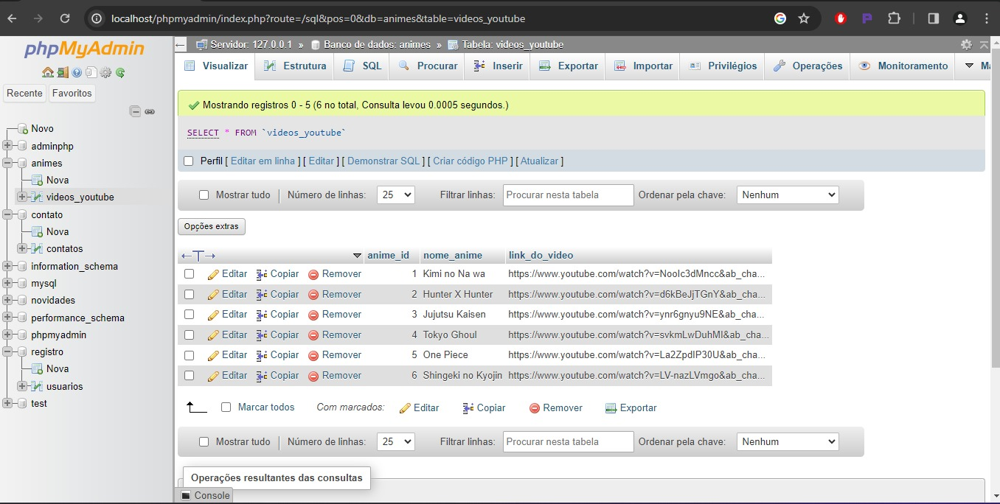 localhost/phpmyadmin/index.php?route=/sql&pos=0&db=animes&table=videos_youtube
phpMyAdmin
Recente Favoritos
Novo
adminphp
animes
Nova
videos_youtube
contato
Nova
contatos
information_schema
mysql
novidades
performance_schema
phpmyadmin
registro
Nova
usuarios
test
Servidor: 127.0.0.1 » Banco de dados: animes » Tabela: videos_youtube
Visualizar Estrutura SQL Procurar Inserir Exportar Importar Privilégios Operações Monitoramento
Mostrando registros 0 - 5 (6 no total, Consulta levou 0.0005 segundos.)
SELECT * FROM `videos_youtube`
Perfil [ Editar em linha ] [ Editar ] [ Demonstrar SQL ] [ Criar código PHP ] [ Atualizar ]
Mostrar tudo | Número de linhas: 25 Filtrar linhas: Procurar nesta tabela Ordenar pela chave: Nenhum
Opções extras
←T→ anime_id nome_anime link_do_video
Editar Copiar Remover 1 Kimi no Na wa https://www.youtube.com/watch?v=NooIc3dMncc&ab_cha...
Editar Copiar Remover 2 Hunter X Hunter https://www.youtube.com/watch?v=d6kBeJjTGnY&ab_cha...
Editar Copiar Remover 3 Jujutsu Kaisen https://www.youtube.com/watch?v=ynr6gnyu9NE&ab_cha...
Editar Copiar Remover 4 Tokyo Ghoul https://www.youtube.com/watch?v=svkmLwDuhMI&ab_cha...
Editar Copiar Remover 5 One Piece https://www.youtube.com/watch?v=La2ZpdIP30U&ab_cha...
Editar Copiar Remover 6 Shingeki no Kyojin https://www.youtube.com/watch?v=LV-nazLVmgo&ab_cha...
Marcar todos Com marcados: Editar Copiar Remover Exportar
Mostrar tudo | Número de linhas: 25 Filtrar linhas: Procurar nesta tabela Ordenar pela chave: Nenhum
Operações resultantes das consultas
Console